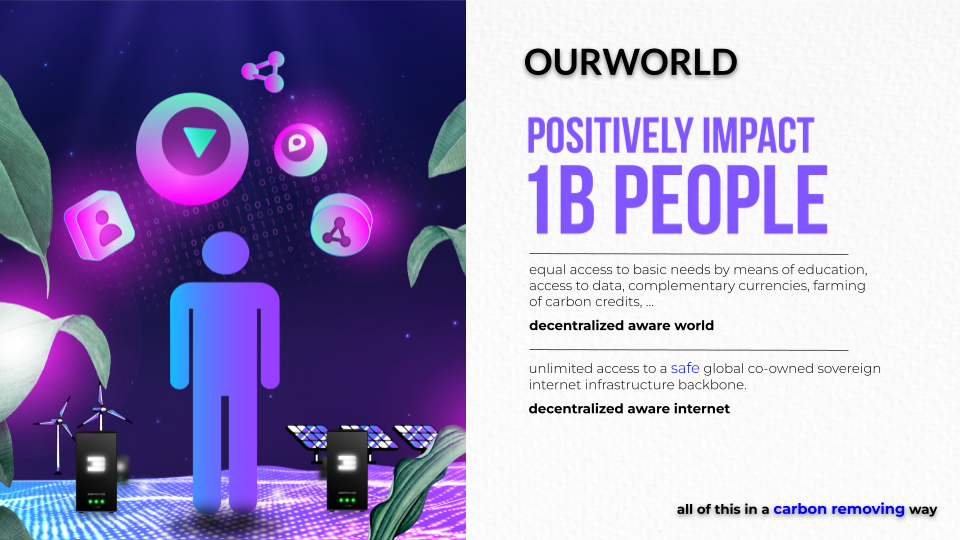 OURWORLD
POSITIVELY IMPACT
1B PEOPLE
equal access to basic needs by means of education,
access to data, complementary currencies, farming
of carbon credits, ...
decentralized aware world
unlimited access to a safe global co-owned sovereign
internet infrastructure backbone.
decentralized aware internet
all of this in a carbon removing way